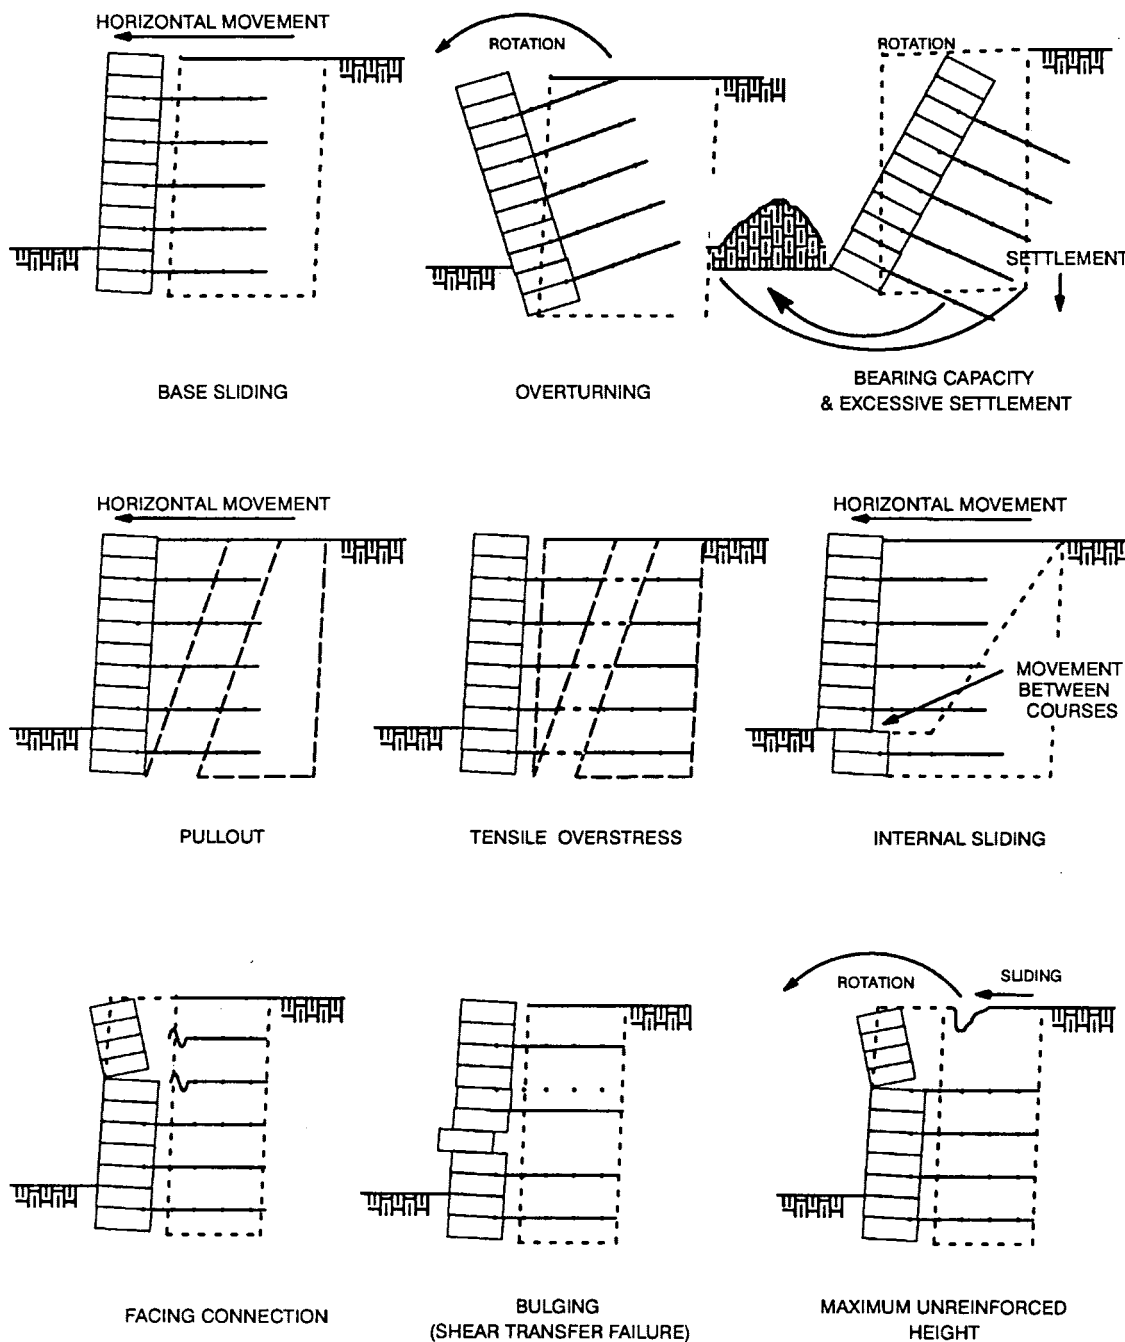 HORIZONTAL MOVEMENT
ROTATION
ROTATION
SETTLEMENT
BASE SLIDING
OVERTURNING
BEARING CAPACITY
& EXCESSIVE SETTLEMENT
HORIZONTAL MOVEMENT
HORIZONTAL MOVEMENT
MOVEMENT
BETWEEN
COURSES
PULLOUT
TENSILE OVERSTRESS
INTERNAL SLIDING
ROTATION
SLIDING
FACING CONNECTION
BULGING
(SHEAR TRANSFER FAILURE)
MAXIMUM UNREINFORCED
HEIGHT